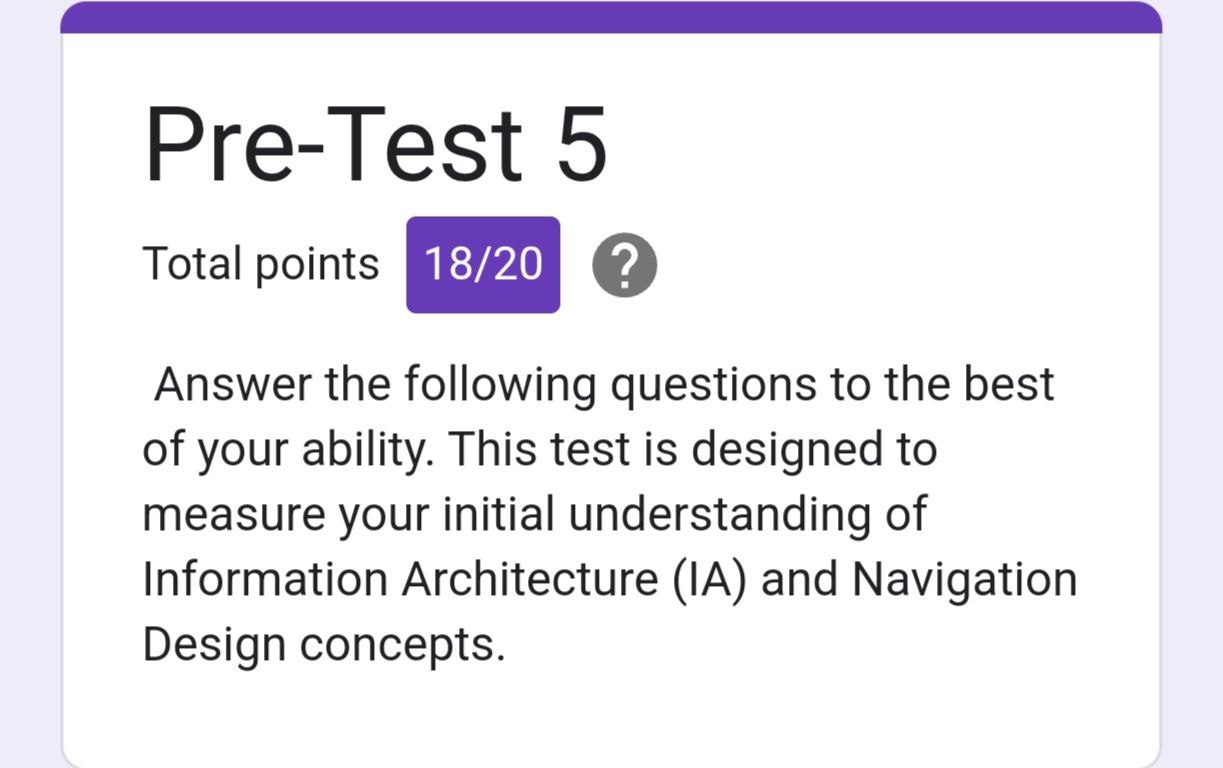 Pre-Test 5
Total points 18/20 ?
Answer the following questions to the best
of your ability. This test is designed to
measure your initial understanding of
Information Architecture (IA) and Navigation
Design concepts.